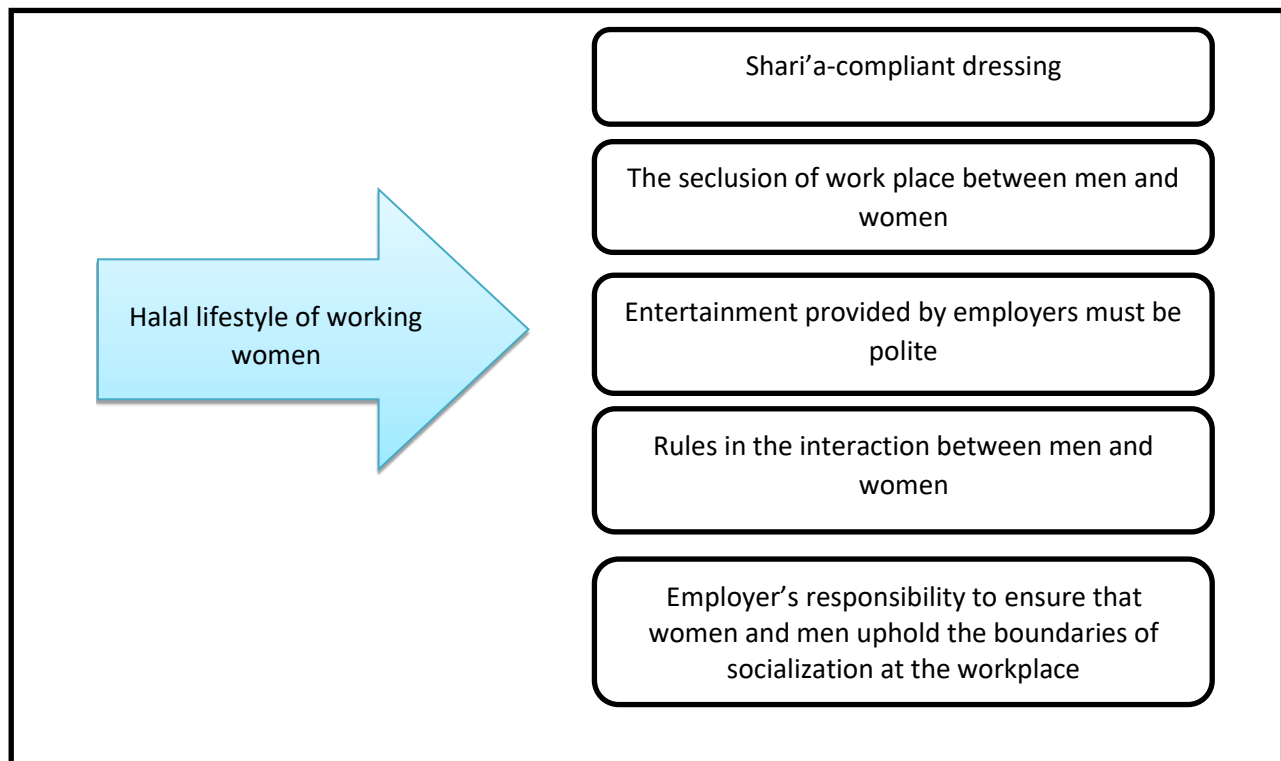 Halal lifestyle of working
women
Shari’a-compliant dressing
The seclusion of work place between men and
women
Entertainment provided by employers must be
polite
Rules in the interaction between men and
women
Employer’s responsibility to ensure that
women and men uphold the boundaries of
socialization at the workplace